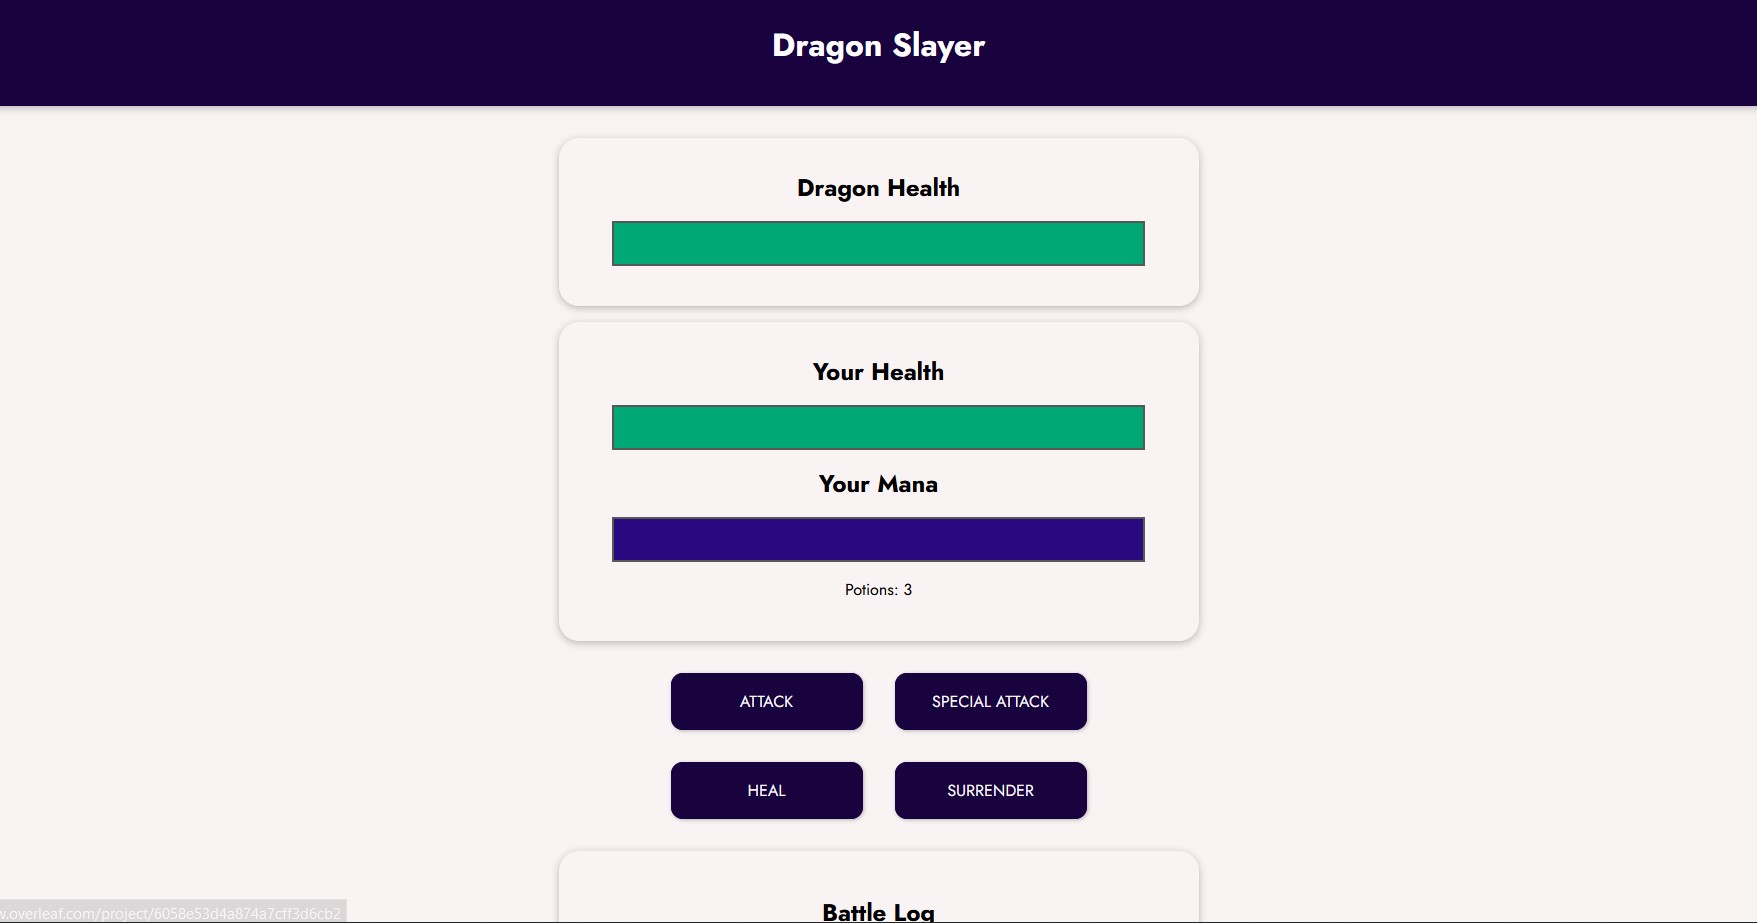 Dragon Slayer
Dragon Health
Your Health
Your Mana
Potions: 3
ATTACK
SPECIAL ATTACK
HEAL
SURRENDER
Battle Log
w.overleaf.com/project/6058e53d4a874a7cff3d6cb2